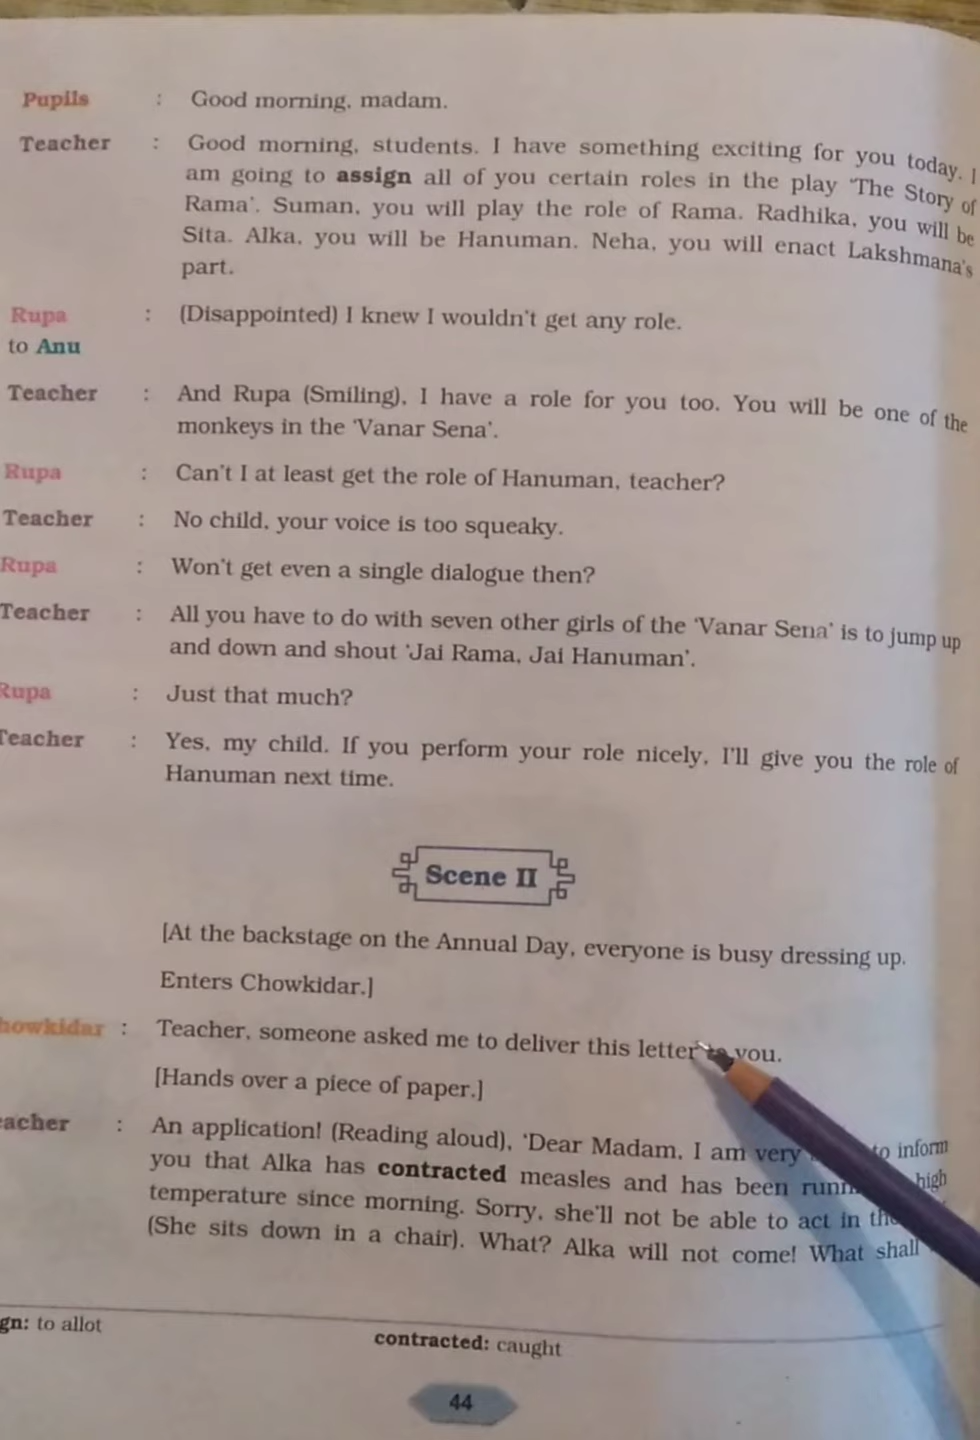 Pupils : Good morning, madam.
Teacher : Good morning, students. I have something exciting for you today. I
am going to assign all of you certain roles in the play 'The Story of
Rama'. Suman, you will play the role of Rama. Radhika, you will be
Sita. Alka, you will be Hanuman. Neha, you will enact Lakshmana's
part.
Rupa : (Disappointed) I knew I wouldn't get any role.
to Anu
Teacher : And Rupa (Smiling), I have a role for you too. You will be one of the
monkeys in the 'Vanar Sena'.
Rupa : Can't I at least get the role of Hanuman, teacher?
Teacher : No child, your voice is too squeaky.
Rupa : Won't get even a single dialogue then?
Teacher : All you have to do with seven other girls of the 'Vanar Sena' is to jump up
and down and shout 'Jai Rama, Jai Hanuman'.
Rupa : Just that much?
Teacher : Yes, my child. If you perform your role nicely, I'll give you the role of
Hanuman next time.
Scene II
[At the backstage on the Annual Day, everyone is busy dressing up.
Enters Chowkidar.]
howkidar : Teacher, someone asked me to deliver this letter to you.
[Hands over a piece of paper.]
eacher : An application! (Reading aloud), 'Dear Madam, I am very to inform
you that Alka has contracted measles and has been high
temperature since morning. Sorry, she'll not be able to act in
(She sits down in a chair). What? Alka will not come! What shall
gn: to allot contracted: caught
44